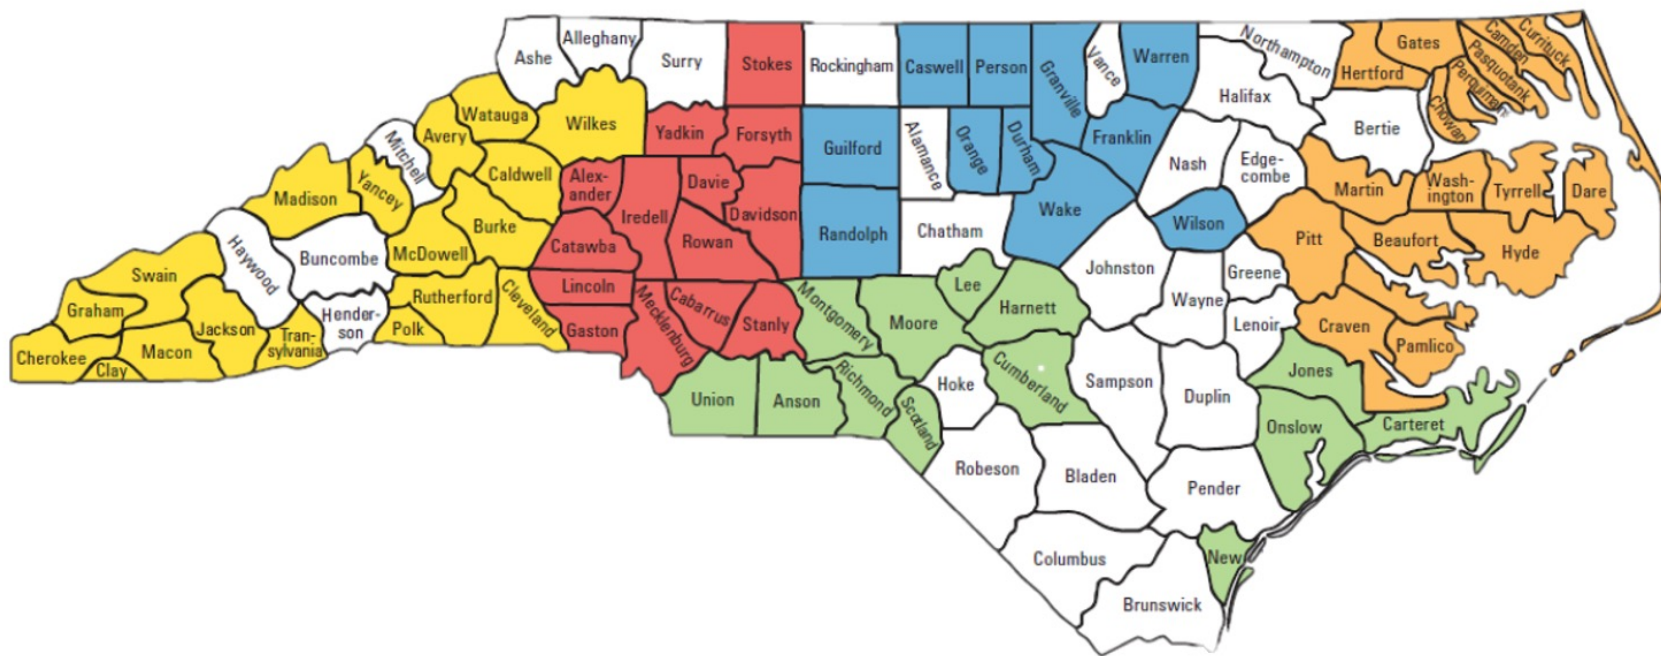 Ashe
Alleghany
Surry
Stokes
Rockingham
Caswell
Person
Granville
Vance
Warren
Northampton
Hertford
Gates
Camden
Currituck
Pasquotank
Perquimans
Chowan
Halifax
Bertie
Watauga
Wilkes
Avery
Mitchell
Yadkin
Forsyth
Guilford
Alamance
Orange
Durham
Franklin
Nash
Edge-
combe
Madison
Yancey
Caldwell
Alex-
ander
Iredell
Davie
Davidson
Randolph
Chatham
Wake
Wilson
Martin
Wash-
ington
Tyrrell
Dare
Haywood
Buncombe
McDowell
Burke
Catawba
Rowan
Johnston
Greene
Pitt
Beaufort
Hyde
Swain
Graham
Jackson
Hender-
son
Rutherford
Cleveland
Lincoln
Gaston
Mecklenburg
Cabarrus
Stanly
Montgomery
Moore
Lee
Harnett
Wayne
Lenoir
Craven
Pamlico
Cherokee
Clay
Macon
Tran-
sylvania
Polk
Union
Anson
Richmond
Scotland
Hoke
Cumberland
Sampson
Duplin
Jones
Onslow
Carteret
Robeson
Bladen
Pender
Columbus
Brunswick
New